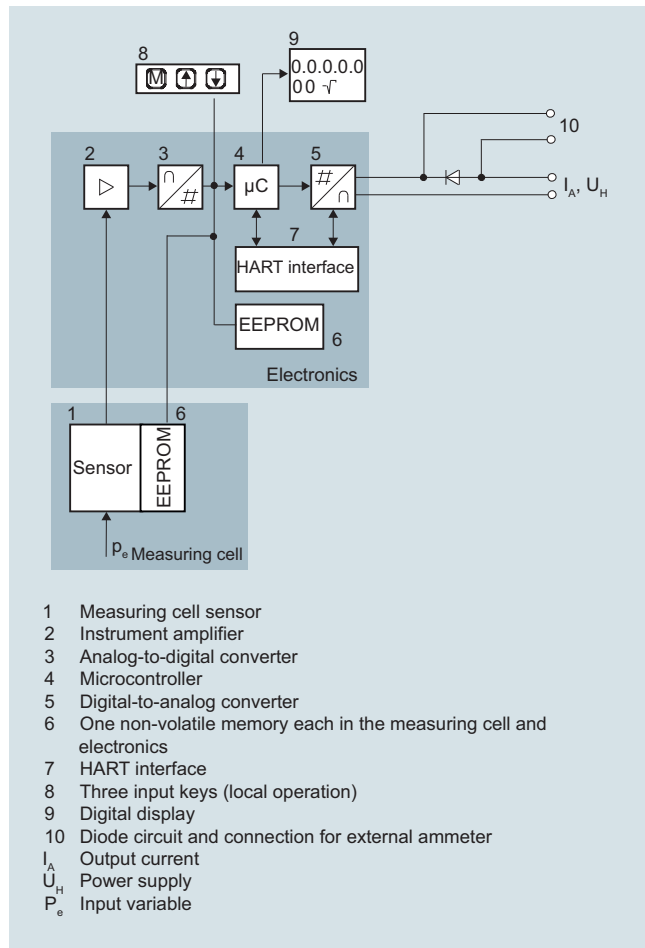 8
9
M
0.0.0.0.0
00 √
10
2
3
4
5
∩
#
µC
#
∩
I_A, U_H
7
HART interface
EEPROM
6
Electronics
1
6
Sensor
EEPROM
p_e Measuring cell
1 Measuring cell sensor
2 Instrument amplifier
3 Analog-to-digital converter
4 Microcontroller
5 Digital-to-analog converter
6 One non-volatile memory each in the measuring cell and
electronics
7 HART interface
8 Three input keys (local operation)
9 Digital display
10 Diode circuit and connection for external ammeter
I_A Output current
U_H Power supply
P_e Input variable